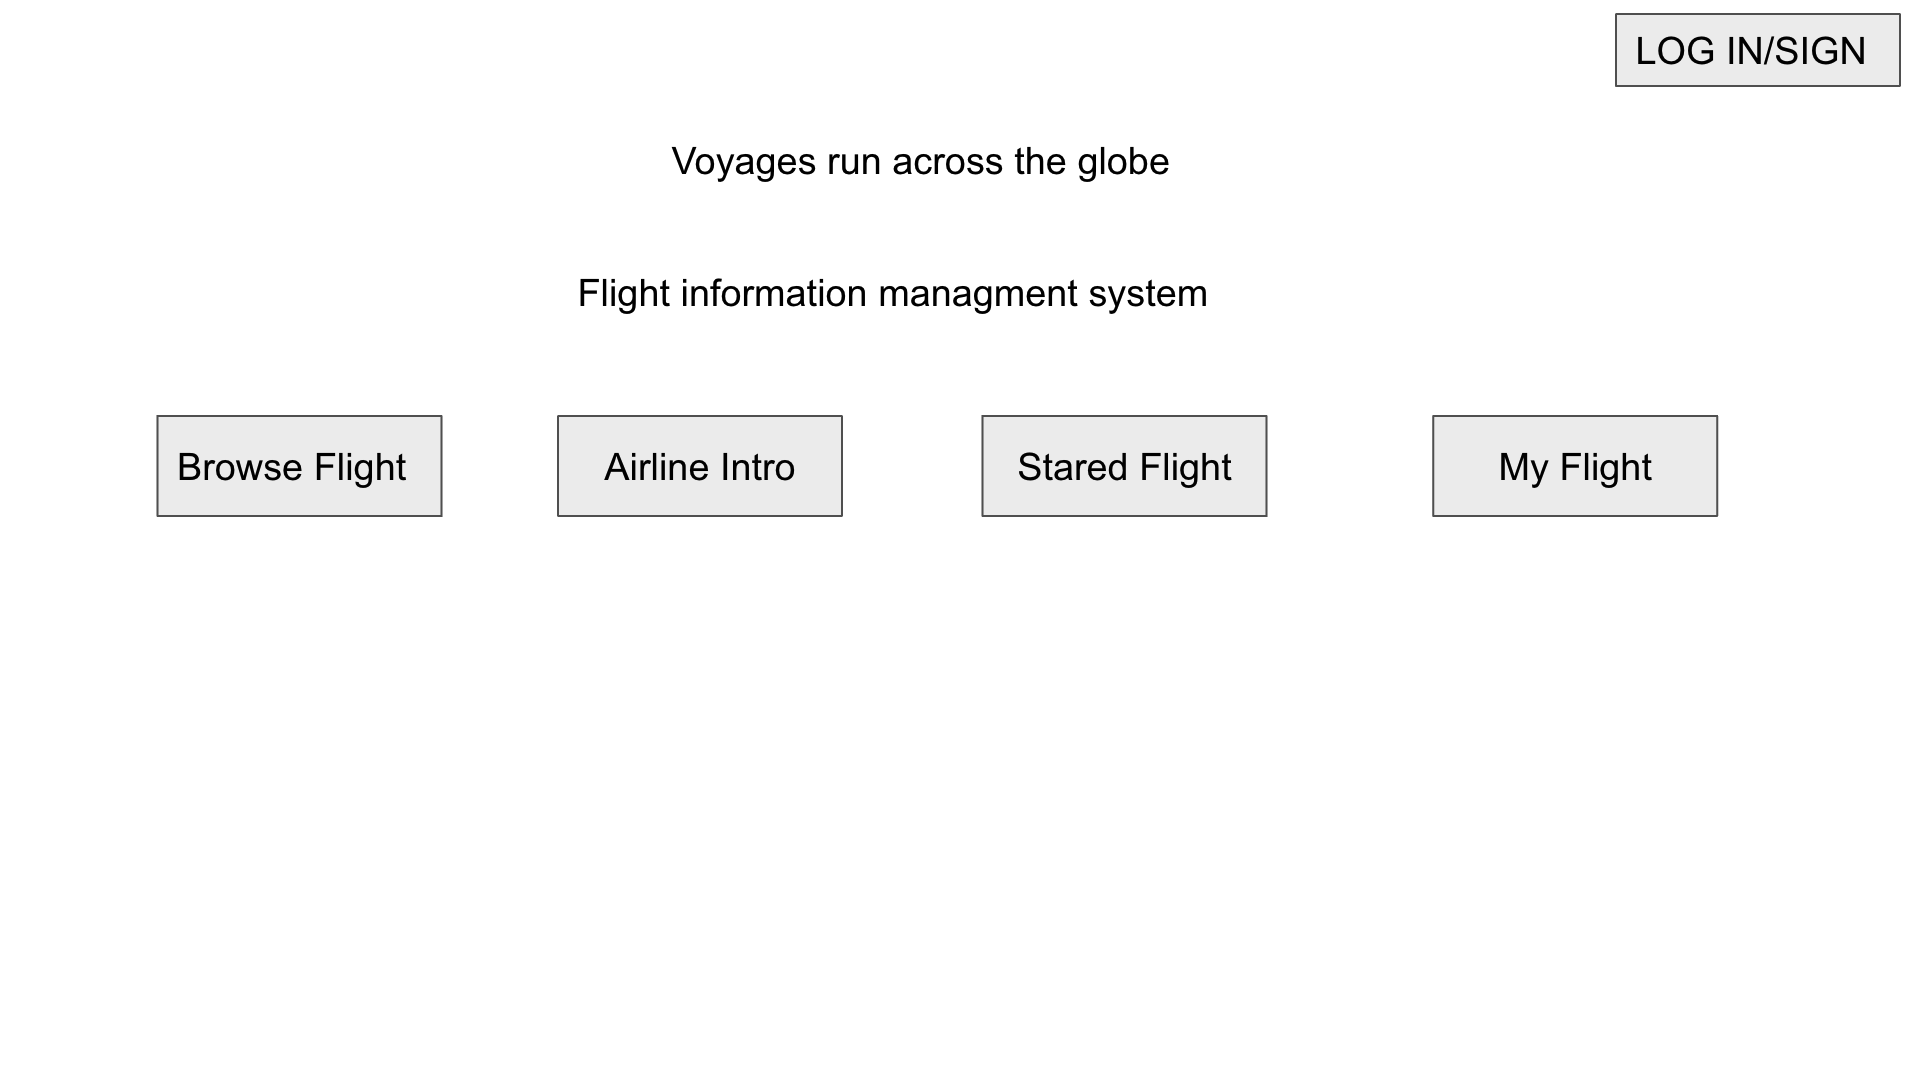 LOG IN/SIGN
Voyages run across the globe
Flight information managment system
Browse Flight
Airline Intro
Stared Flight
My Flight